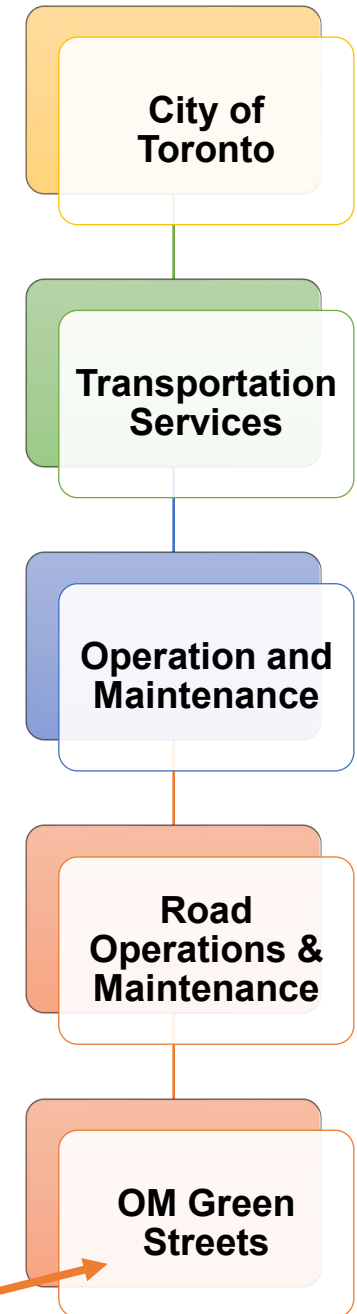 City of
Toronto
Transportation
Services
Operation and
Maintenance
Road
Operations &
Maintenance
OM Green
Streets